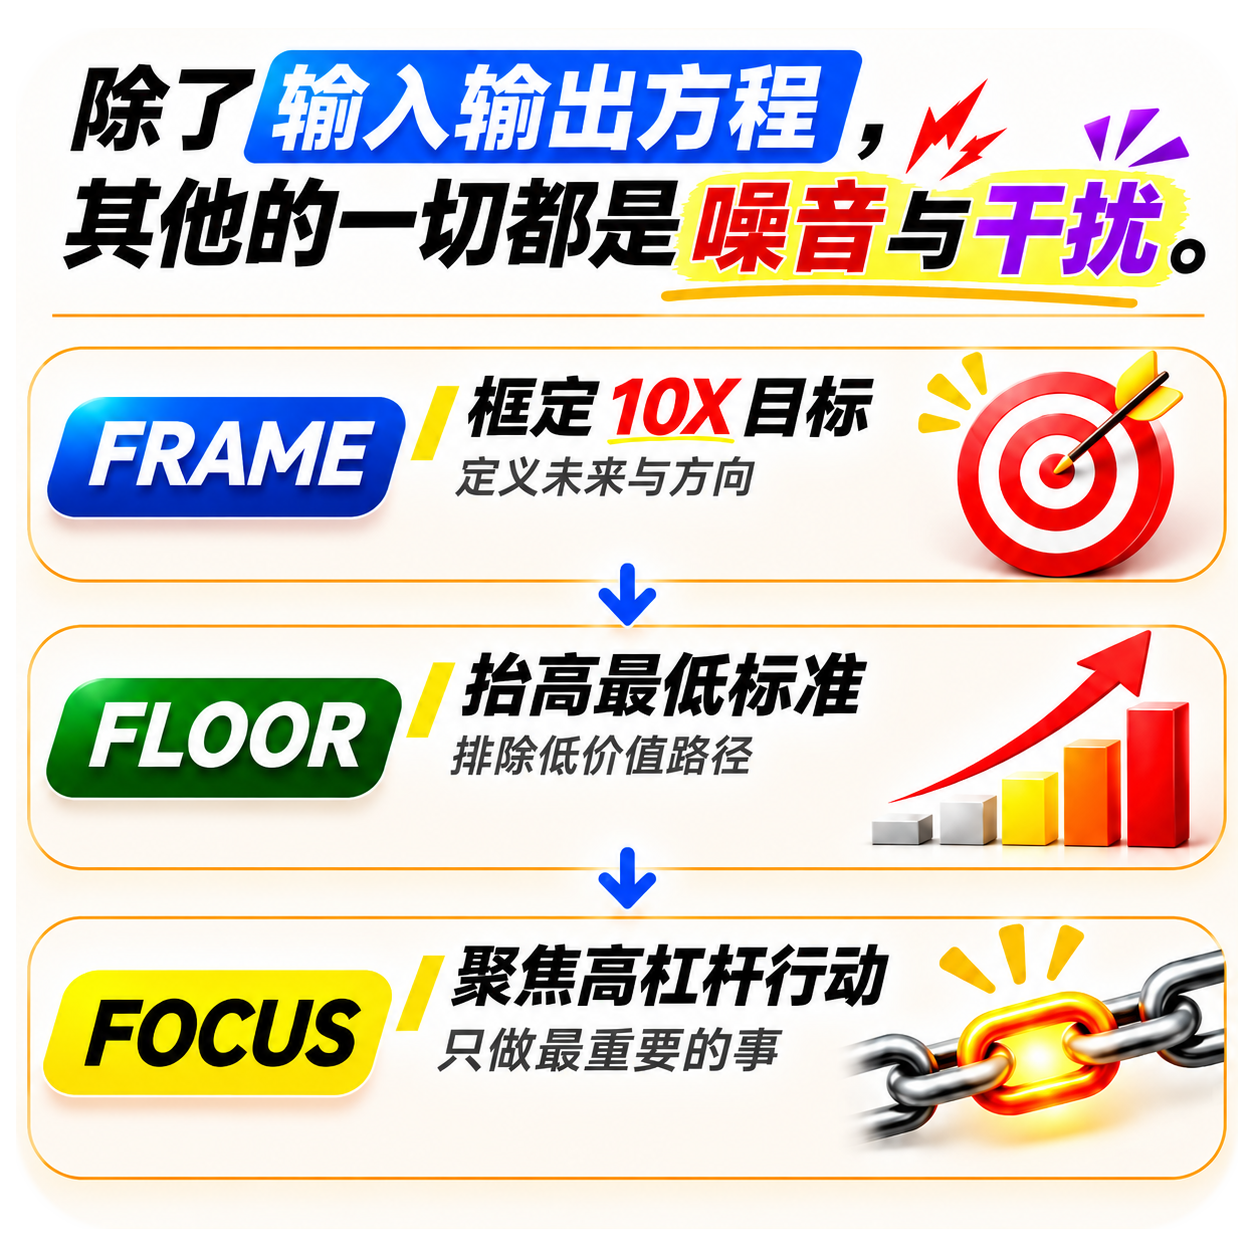 除了输入输出方程，
其他的一切都是噪音与干扰。
FRAME
框定 10X 目标
定义未来与方向
FLOOR
抬高最低标准
排除低价值路径
FOCUS
聚焦高杠杆行动
只做最重要的事